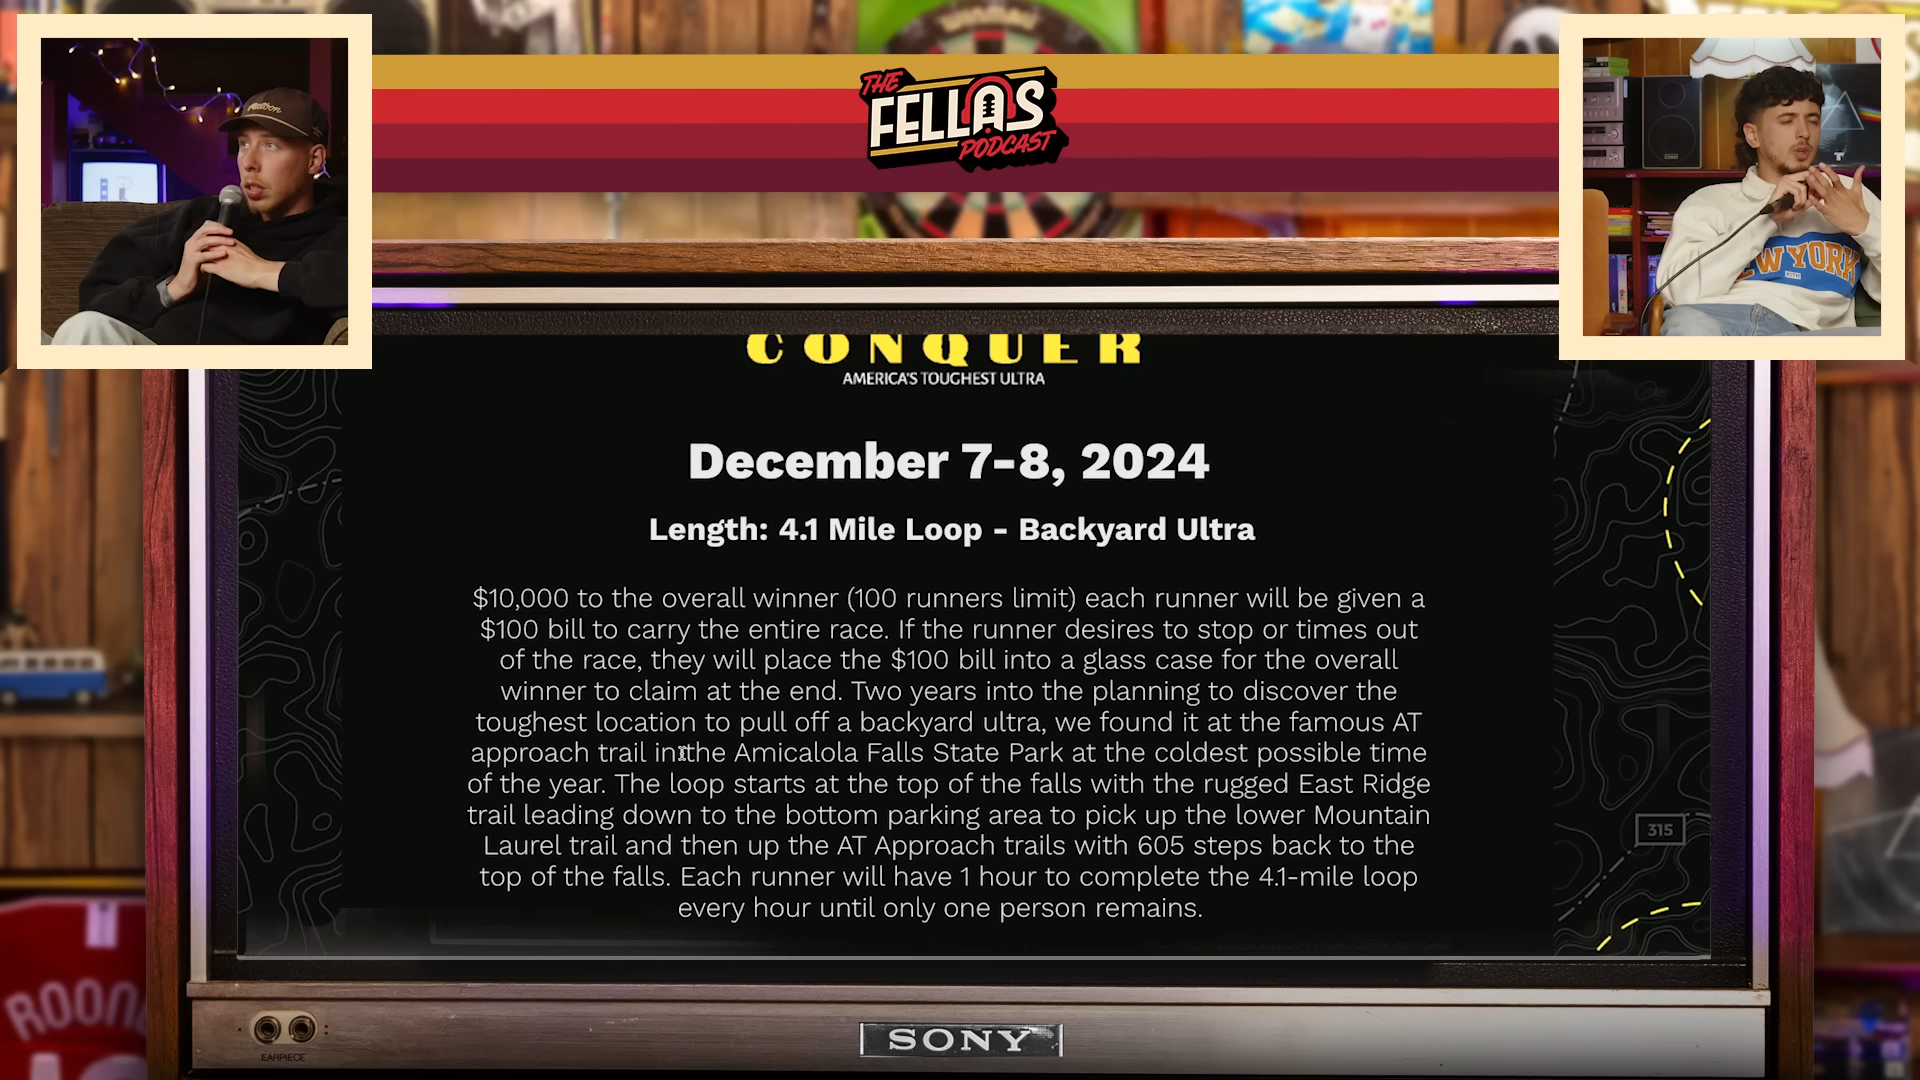 THE
FELLAS
PODCAST
CONQUER
AMERICA'S TOUGHEST ULTRA
December 7-8, 2024
Length: 4.1 Mile Loop - Backyard Ultra
$10,000 to the overall winner (100 runners limit) each runner will be given a
$100 bill to carry the entire race. If the runner desires to stop or times out
of the race, they will place the $100 bill into a glass case for the overall
winner to claim at the end. Two years into the planning to discover the
toughest location to pull off a backyard ultra, we found it at the famous AT
approach trail in the Amicalola Falls State Park at the coldest possible time
of the year. The loop starts at the top of the falls with the rugged East Ridge
trail leading down to the bottom parking area to pick up the lower Mountain
Laurel trail and then up the AT Approach trails with 605 steps back to the
top of the falls. Each runner will have 1 hour to complete the 4.1-mile loop
every hour until only one person remains.
315
EW YORK
KITH
ROON
EARPIECE
SONY